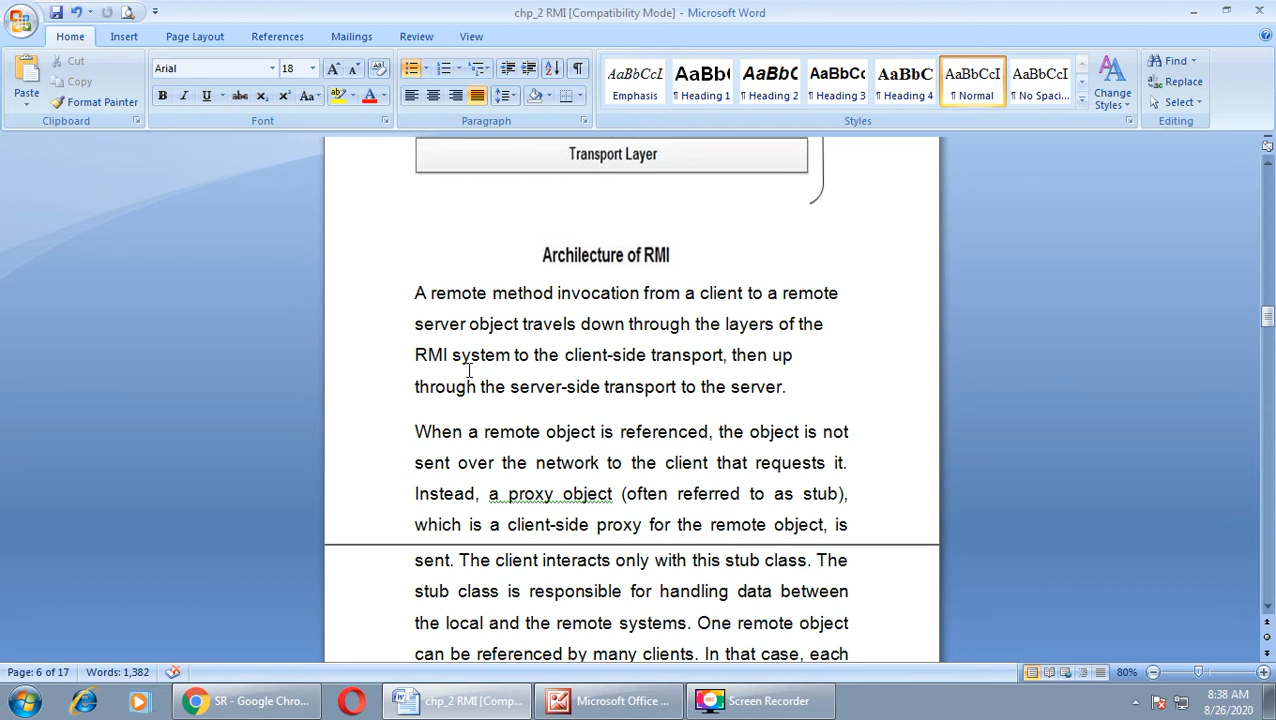 chp_2 RMI [Compatibility Mode] - Microsoft Word
Home Insert Page Layout References Mailings Review View
Paste
Cut
Copy
Format Painter
Clipboard
Arial 18
B I U abc x₂ x² Aa A
Font
Paragraph
AaBbCcI Emphasis
AaBb( ¶ Heading 1
AaBbC ¶ Heading 2
AaBbCc ¶ Heading 3
AaBbC ¶ Heading 4
AaBbCcI ¶ Normal
AaBbCcI ¶ No Spaci...
Change Styles
Styles
Find
Replace
Select
Editing
Transport Layer
Archilecture of RMI
A remote method invocation from a client to a remote
server object travels down through the layers of the
RMI system to the client-side transport, then up
through the server-side transport to the server.
When a remote object is referenced, the object is not
sent over the network to the client that requests it.
Instead, a proxy object (often referred to as stub),
which is a client-side proxy for the remote object, is
sent. The client interacts only with this stub class. The
stub class is responsible for handling data between
the local and the remote systems. One remote object
can be referenced by many clients. In that case, each
Page: 6 of 17 Words: 1,382 80%
SR - Google Chro...
chp_2 RMI [Comp...
Microsoft Office ...
Screen Recorder
8:38 AM
8/26/2020